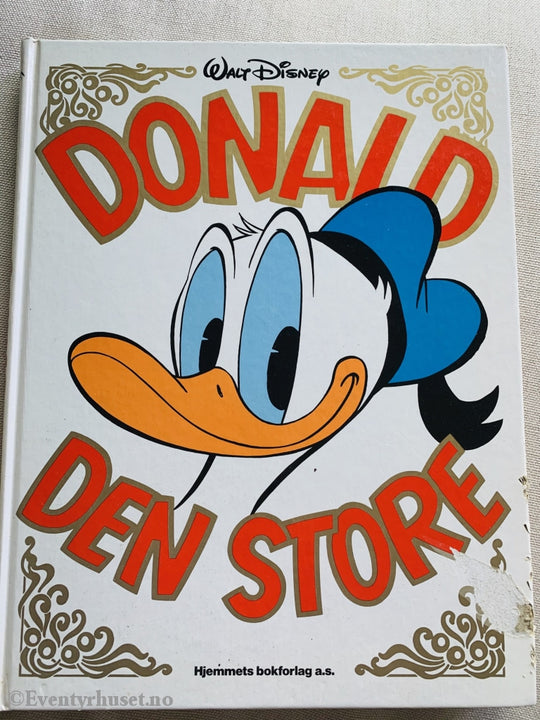 Walt Disney
DONALD
DEN STORE
Hjemmets bokforlag a.s.
©Eventyrhuset.no